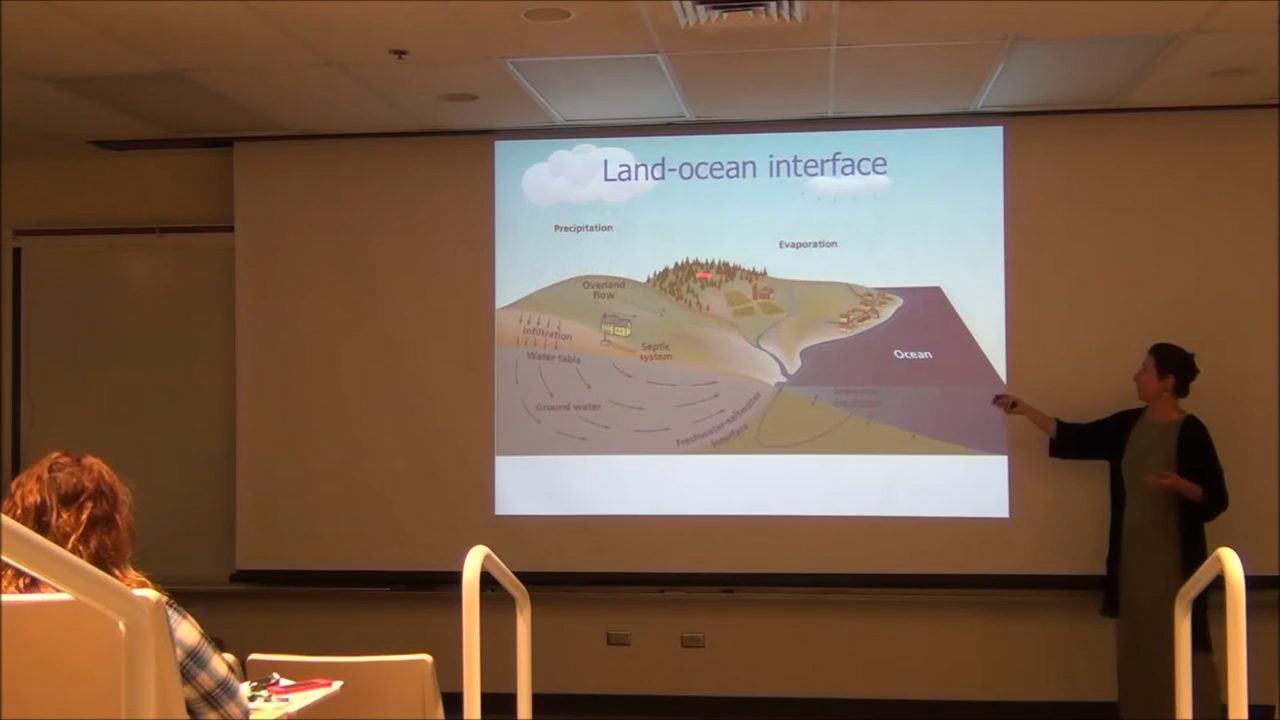 Land-ocean interface
Precipitation
Evaporation
Overland
flow
Infiltration
Septic
system
Water table
Ocean
Ground water
Freshwater-saltwater
interface